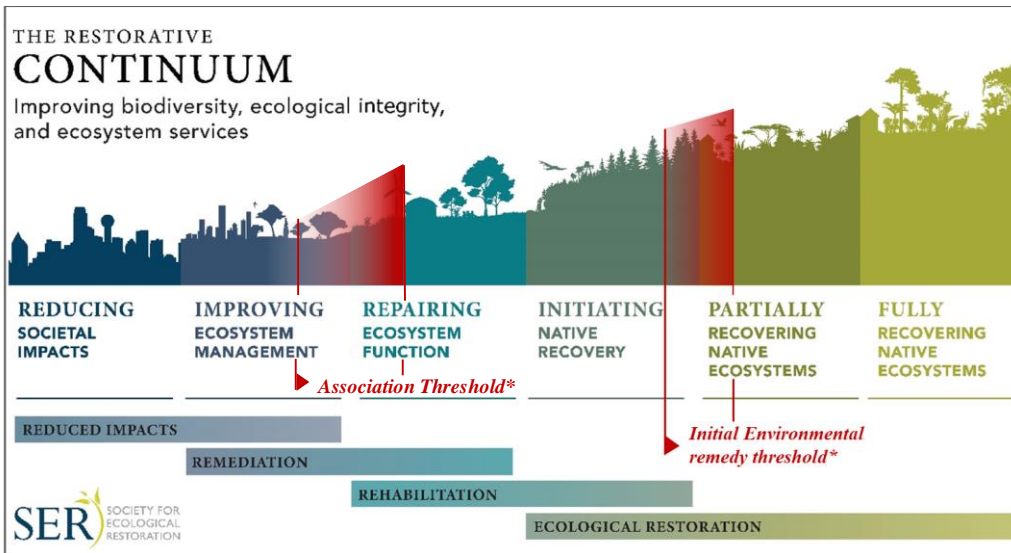 THE RESTORATIVE
CONTINUUM
Improving biodiversity, ecological integrity,
and ecosystem services
REDUCING
SOCIETAL
IMPACTS
IMPROVING
ECOSYSTEM
MANAGEMENT
REPAIRING
ECOSYSTEM
FUNCTION
INITIATING
NATIVE
RECOVERY
PARTIALLY
RECOVERING
NATIVE
ECOSYSTEMS
FULLY
RECOVERING
NATIVE
ECOSYSTEMS
Association Threshold*
Initial Environmental
remedy threshold*
REDUCED IMPACTS
REMEDIATION
REHABILITATION
ECOLOGICAL RESTORATION
SER
SOCIETY FOR
ECOLOGICAL
RESTORATION